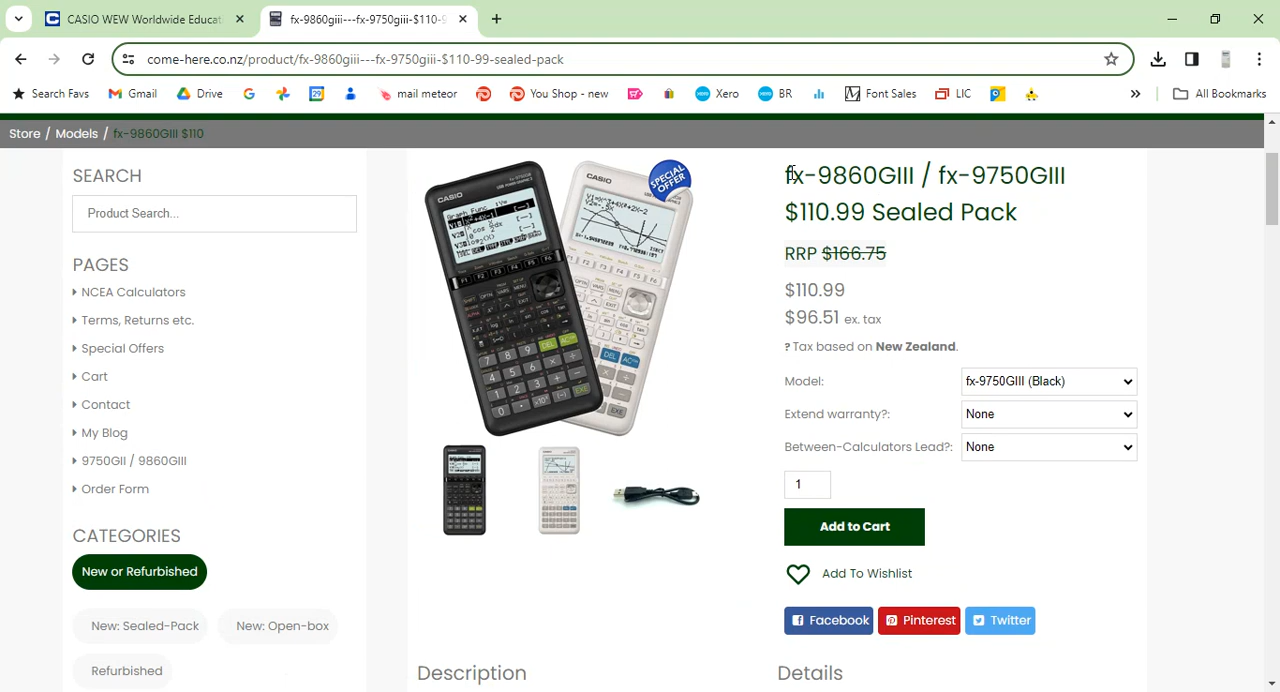 CASIO WEW Worldwide Educat
fx-9860giii---fx-9750giii-$110-9
come-here.co.nz/product/fx-9860giii---fx-9750giii-$110-99-sealed-pack
Search Favs
Gmail
Drive
mail meteor
You Shop - new
Xero
BR
Font Sales
LIC
All Bookmarks
Store / Models / fx-9860GIII $110
SEARCH
Product Search...
PAGES
NCEA Calculators
Terms, Returns etc.
Special Offers
Cart
Contact
My Blog
9750GII / 9860GIII
Order Form
CATEGORIES
New or Refurbished
New: Sealed-Pack
New: Open-box
Refurbished
CASIO
CASIO
SPECIAL
OFFER
fx-9860GIII / fx-9750GIII
$110.99 Sealed Pack
RRP $166.75
$110.99
$96.51 ex. tax
? Tax based on New Zealand.
Model: fx-9750GIII (Black)
Extend warranty?: None
Between-Calculators Lead?: None
1
Add to Cart
Add To Wishlist
Facebook
Pinterest
Twitter
Description
Details